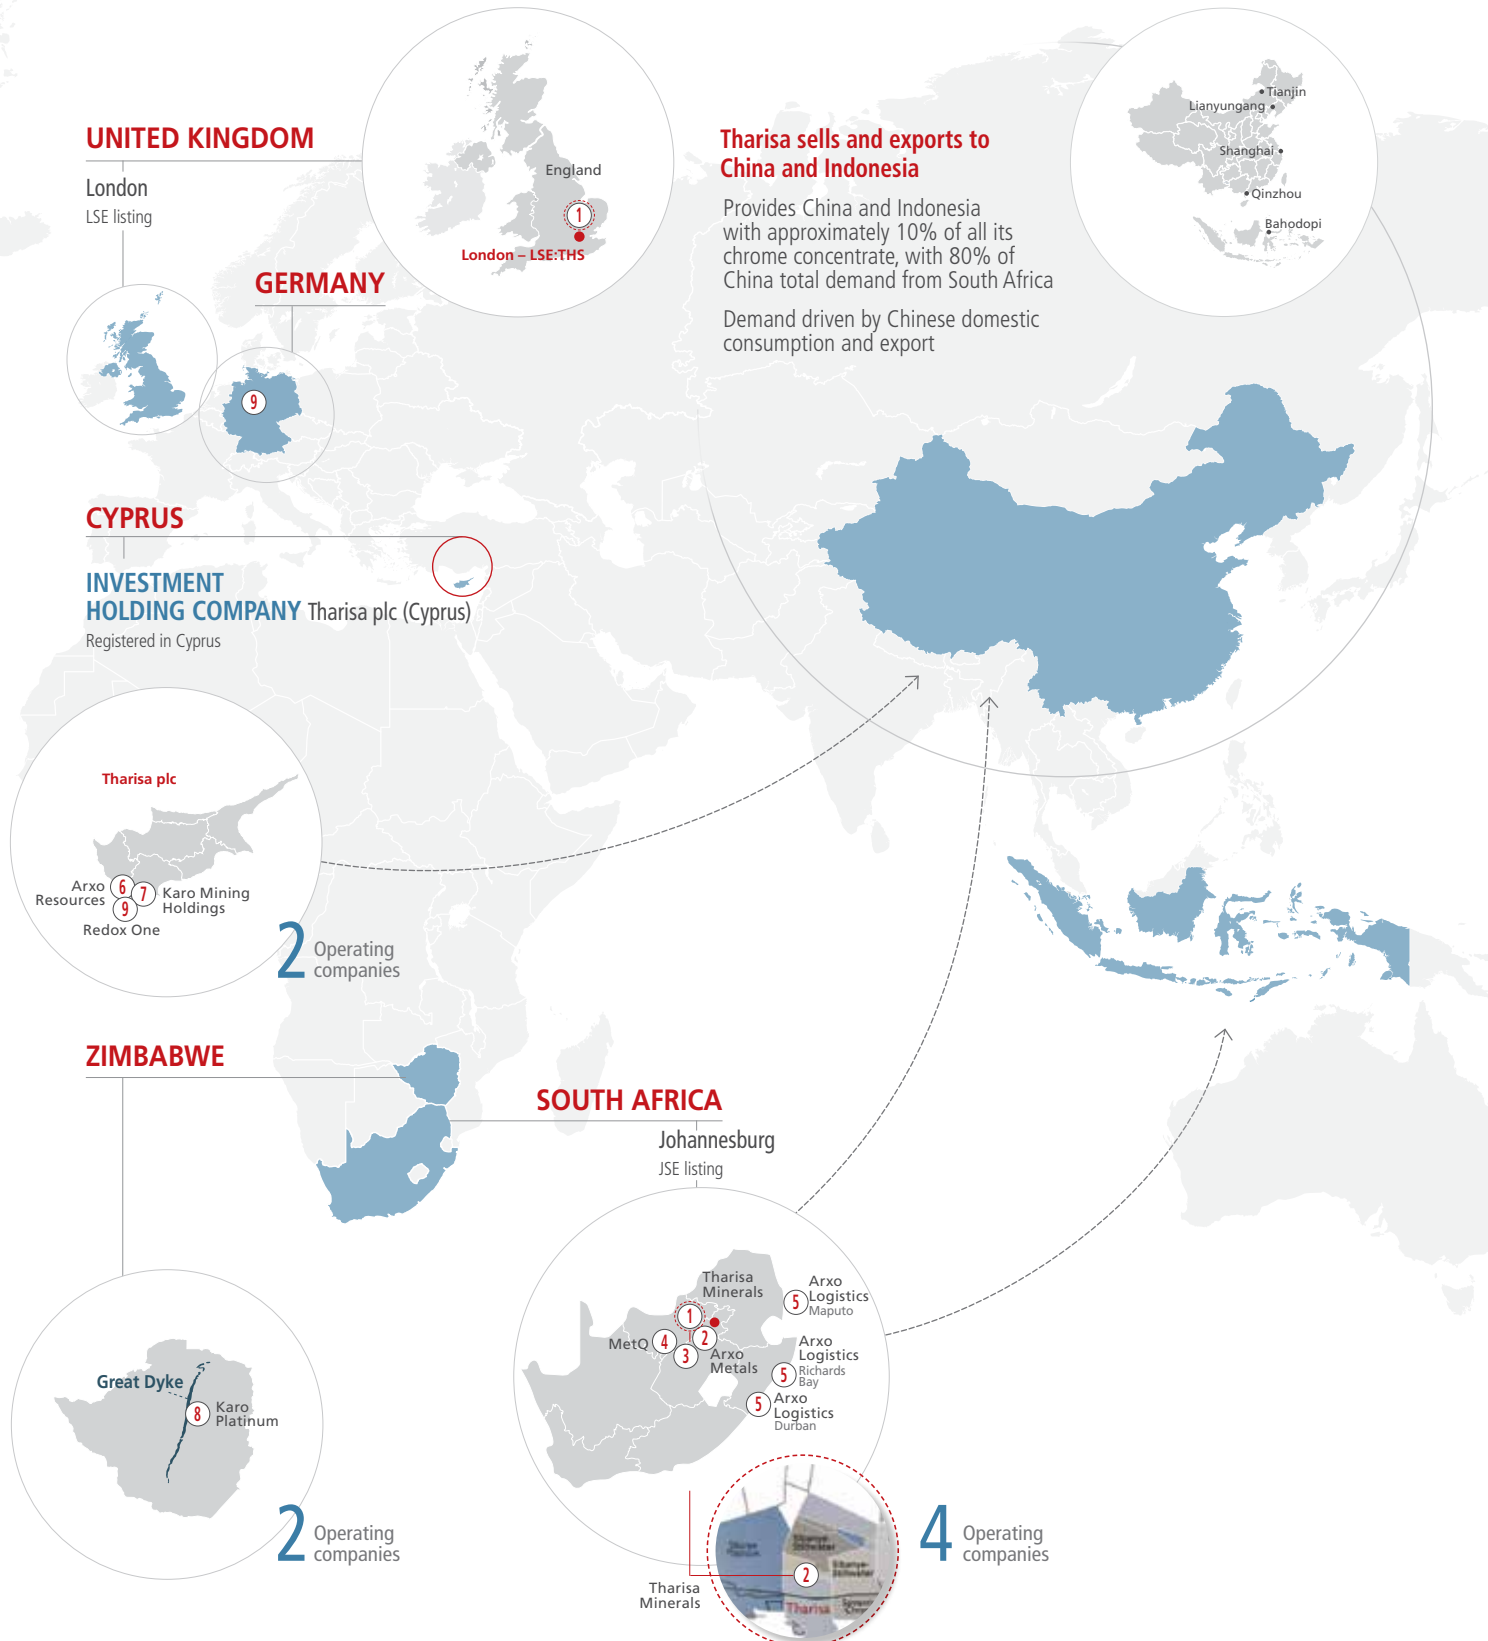 UNITED KINGDOM
London
LSE listing
England
1
London – LSE:THS
GERMANY
9
Tharisa sells and exports to
China and Indonesia
Provides China and Indonesia
with approximately 10% of all its
chrome concentrate, with 80% of
China total demand from South Africa
Demand driven by Chinese domestic
consumption and export
Tianjin
Lianyungang
Shanghai
Qinzhou
Bahodopi
CYPRUS
INVESTMENT
HOLDING COMPANY Tharisa plc (Cyprus)
Registered in Cyprus
Tharisa plc
Arxo
Resources
6
7
Karo Mining
Holdings
9
Redox One
2
Operating
companies
ZIMBABWE
Great Dyke
8
Karo
Platinum
2
Operating
companies
SOUTH AFRICA
Johannesburg
JSE listing
Tharisa
Minerals
1
2
MetQ
4
3
Arxo
Metals
5
Arxo
Logistics
Maputo
Arxo
Logistics
5
Richards
Bay
5
Arxo
Logistics
Durban
Tharisa
Minerals
Sibanye-
Stillwater
Sibanye-
Stillwater
2
Tharisa
4
Operating
companies